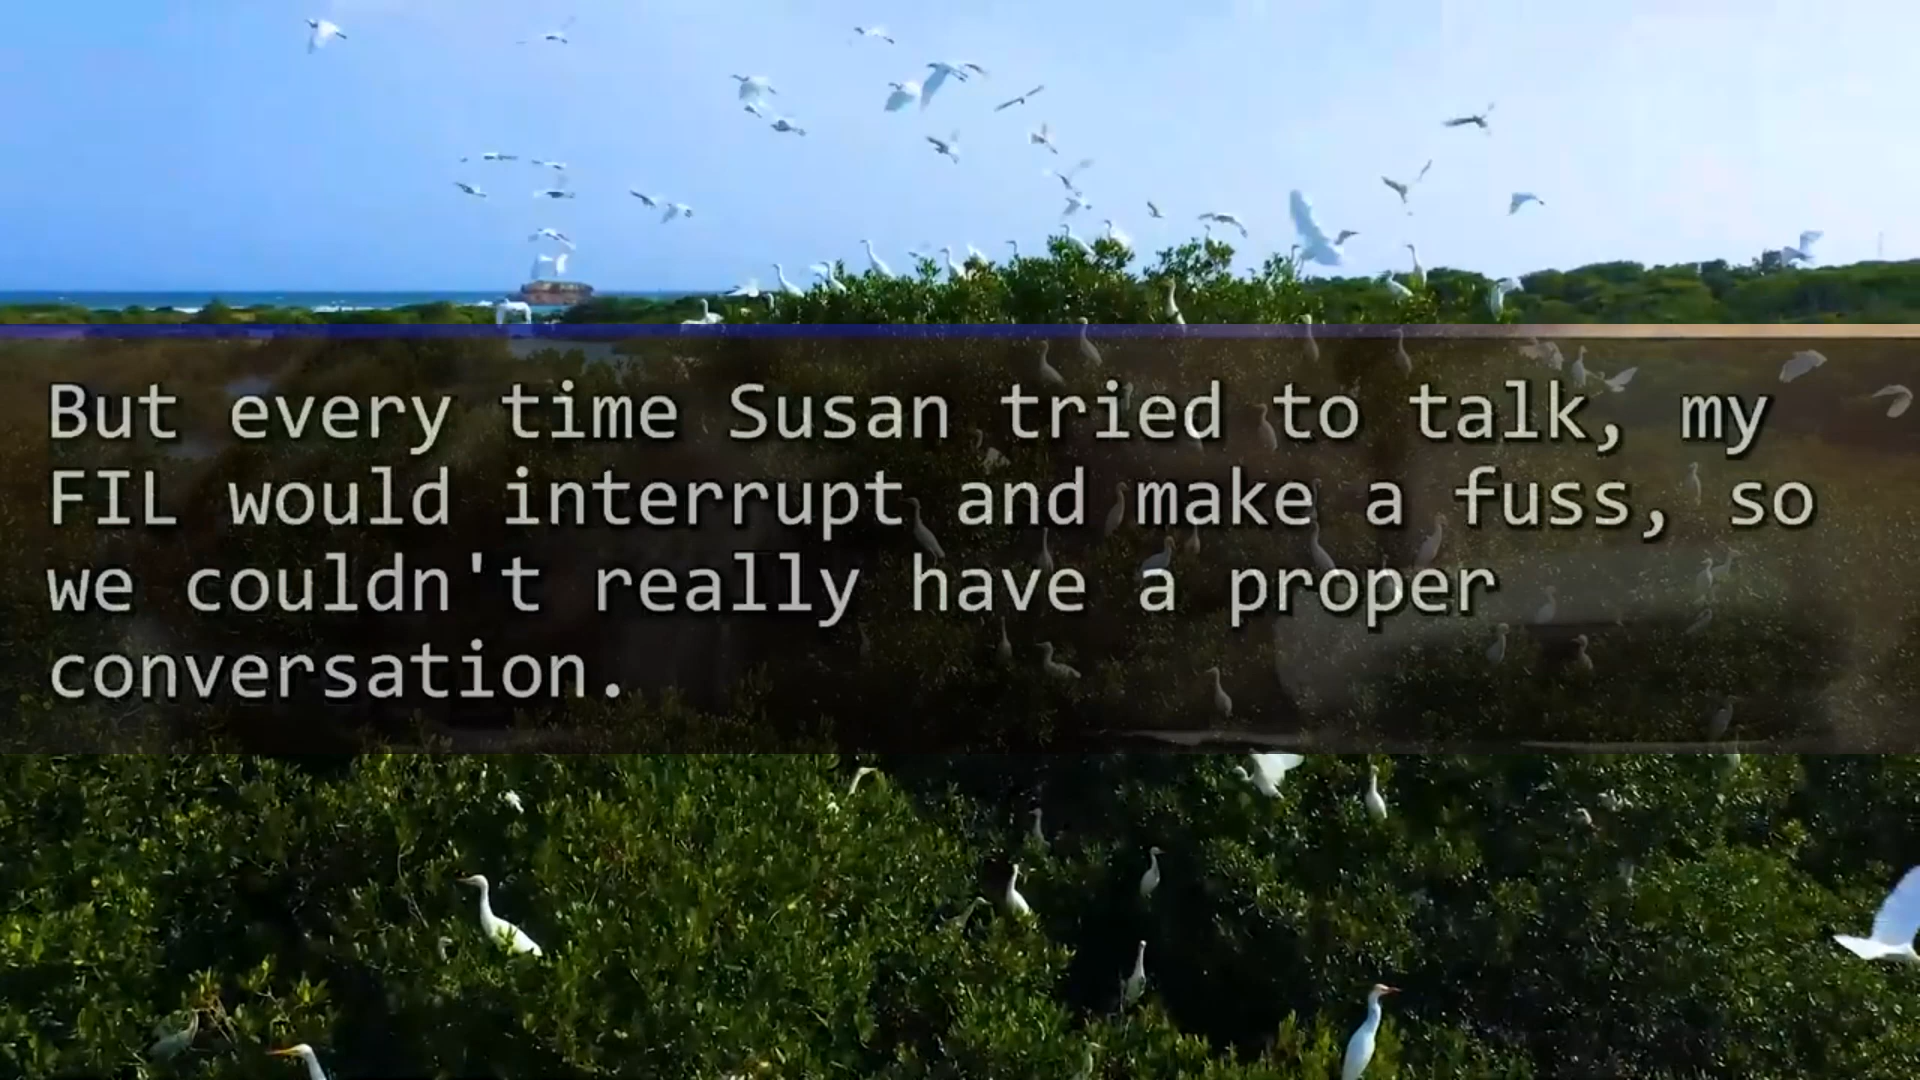 But every time Susan tried to talk, my
FIL would interrupt and make a fuss, so
we couldn't really have a proper
conversation.